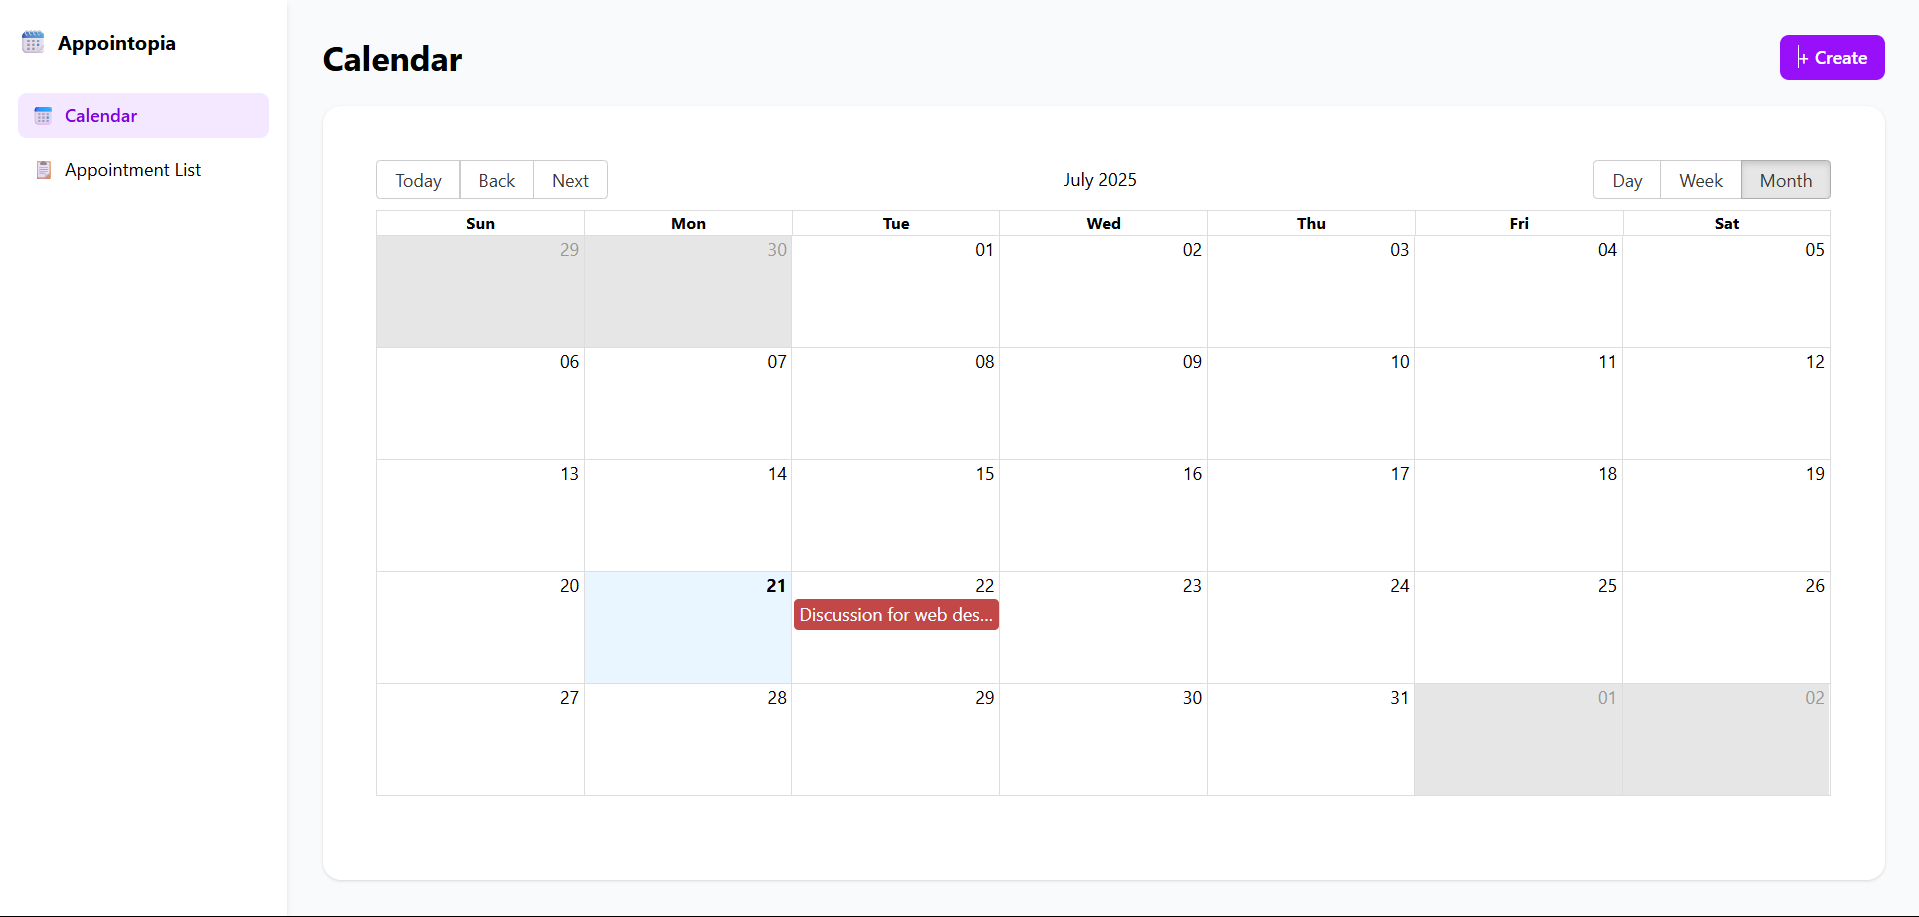 Appointopia
Calendar
Appointment List
Calendar
+ Create
Today Back Next
July 2025
Day Week Month
Sun Mon Tue Wed Thu Fri Sat
29 30 01 02 03 04 05
06 07 08 09 10 11 12
13 14 15 16 17 18 19
20 21 22 23 24 25 26
Discussion for web des...
27 28 29 30 31 01 02